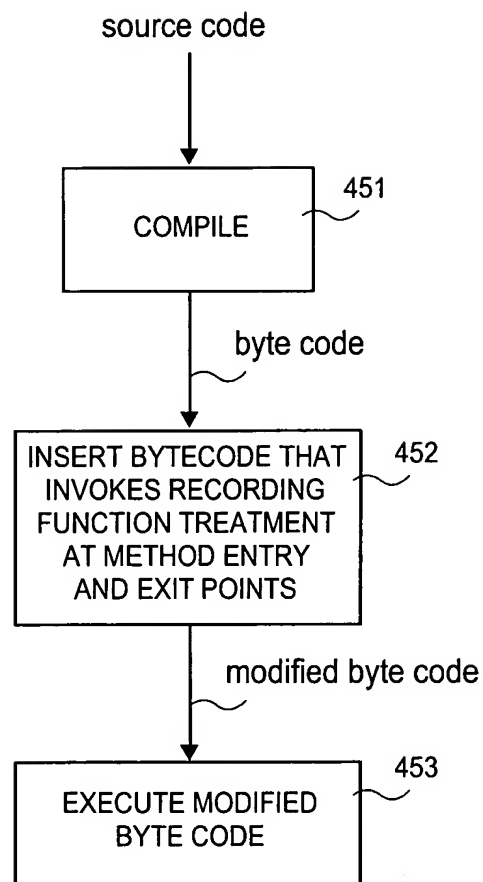 source code
451
COMPILE
byte code
452
INSERT BYTECODE THAT
INVOKES RECORDING
FUNCTION TREATMENT
AT METHOD ENTRY
AND EXIT POINTS
modified byte code
453
EXECUTE MODIFIED
BYTE CODE